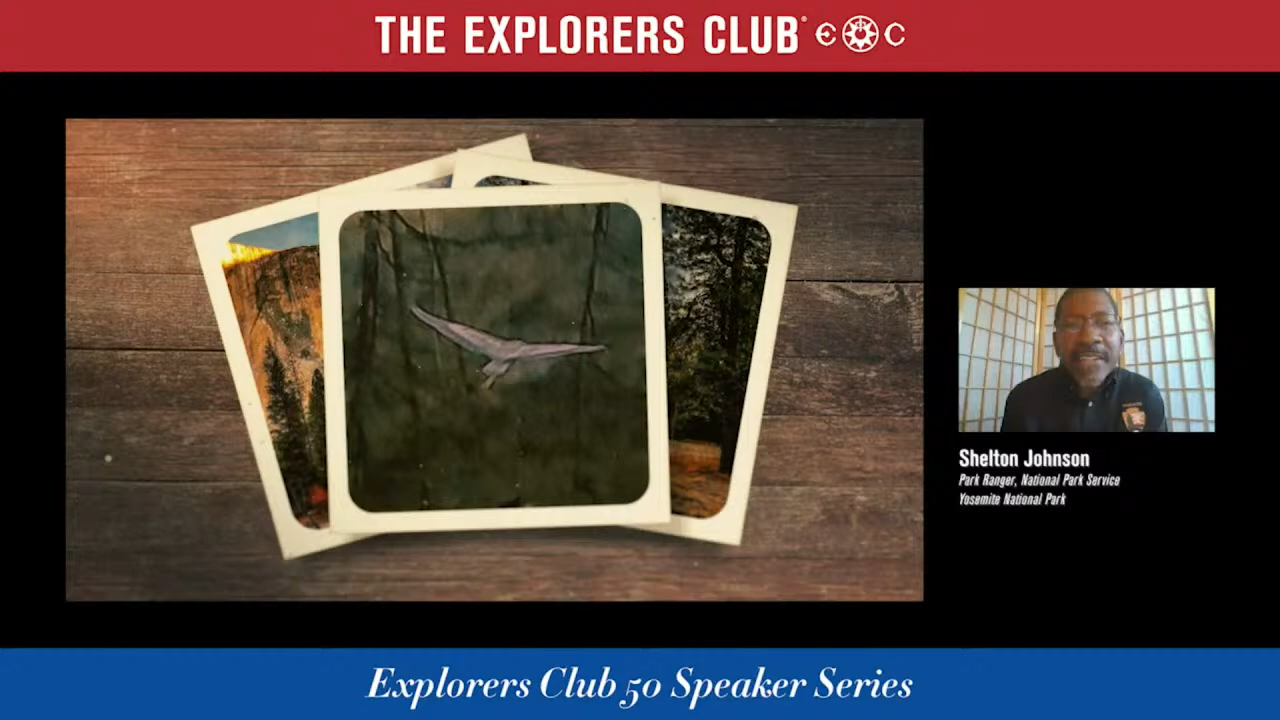 THE EXPLORERS CLUB® E C
Shelton Johnson
Park Ranger, National Park Service
Yosemite National Park
Explorers Club 50 Speaker Series